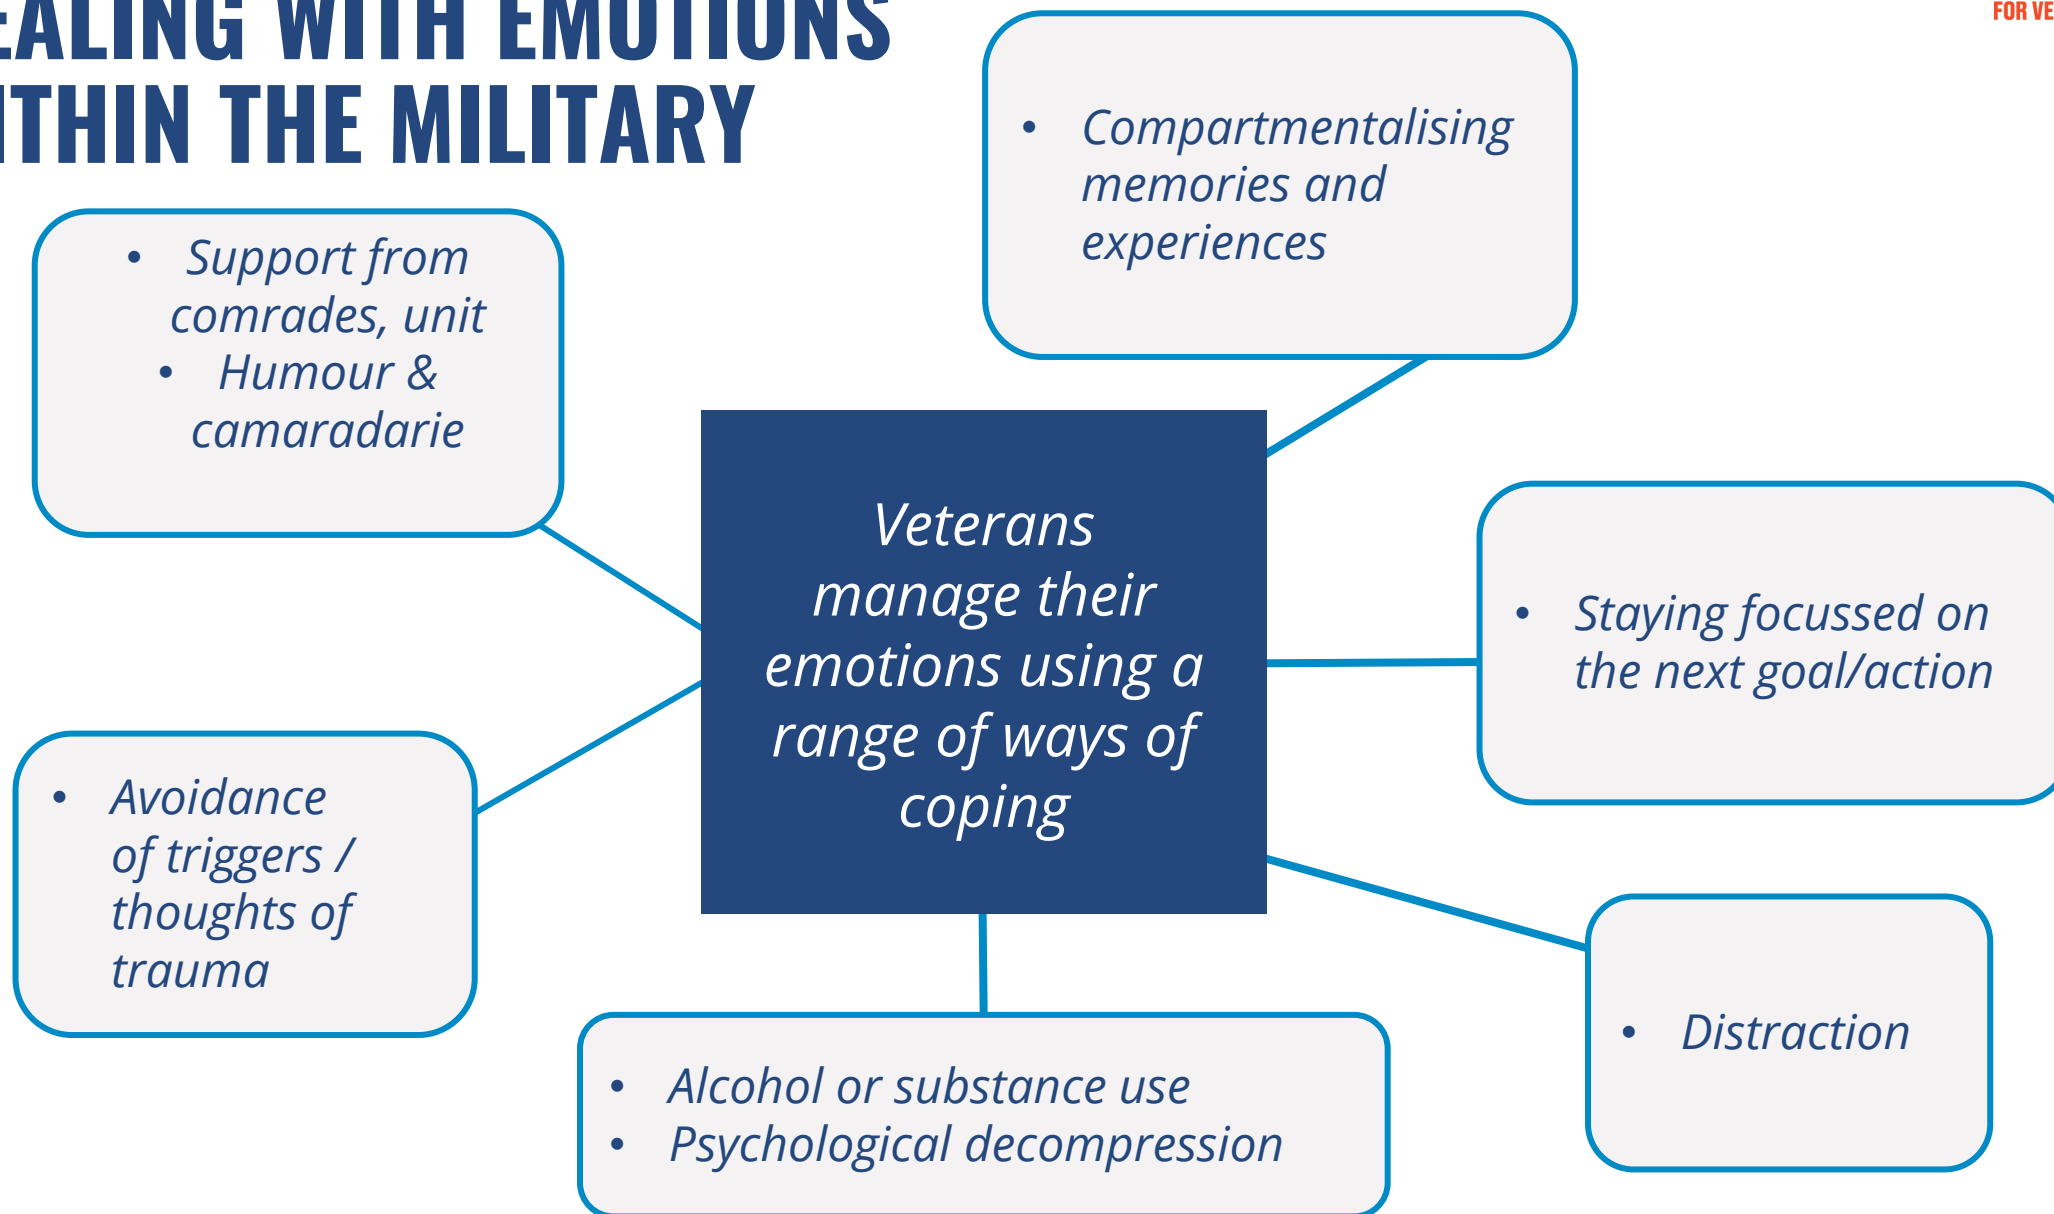 EALING WITH EMOTIONS
ITHIN THE MILITARY
FOR VE
• Compartmentalising
memories and
experiences
• Support from
comrades, unit
• Humour &
camaradarie
Veterans
manage their
emotions using a
range of ways of
coping
• Staying focussed on
the next goal/action
• Avoidance
of triggers /
thoughts of
trauma
• Distraction
• Alcohol or substance use
• Psychological decompression